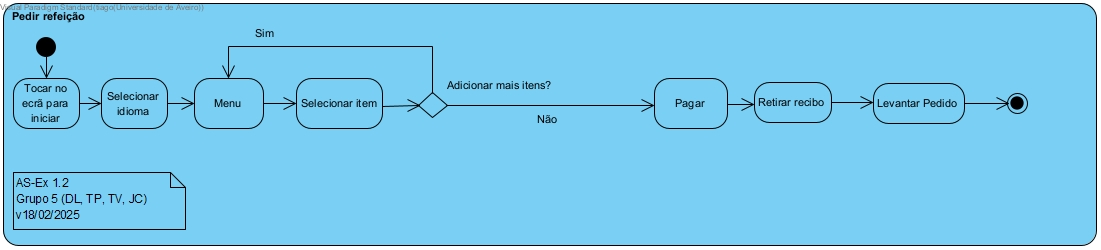 Visual Paradigm Standard(tiago(Universidade de Aveiro))
Pedir refeição
Sim
Tocar no
ecrã para
iniciar
Selecionar
idioma
Menu
Selecionar item
Adicionar mais itens?
Não
Pagar
Retirar recibo
Levantar Pedido
AS-Ex 1.2
Grupo 5 (DL, TP, TV, JC)
v18/02/2025